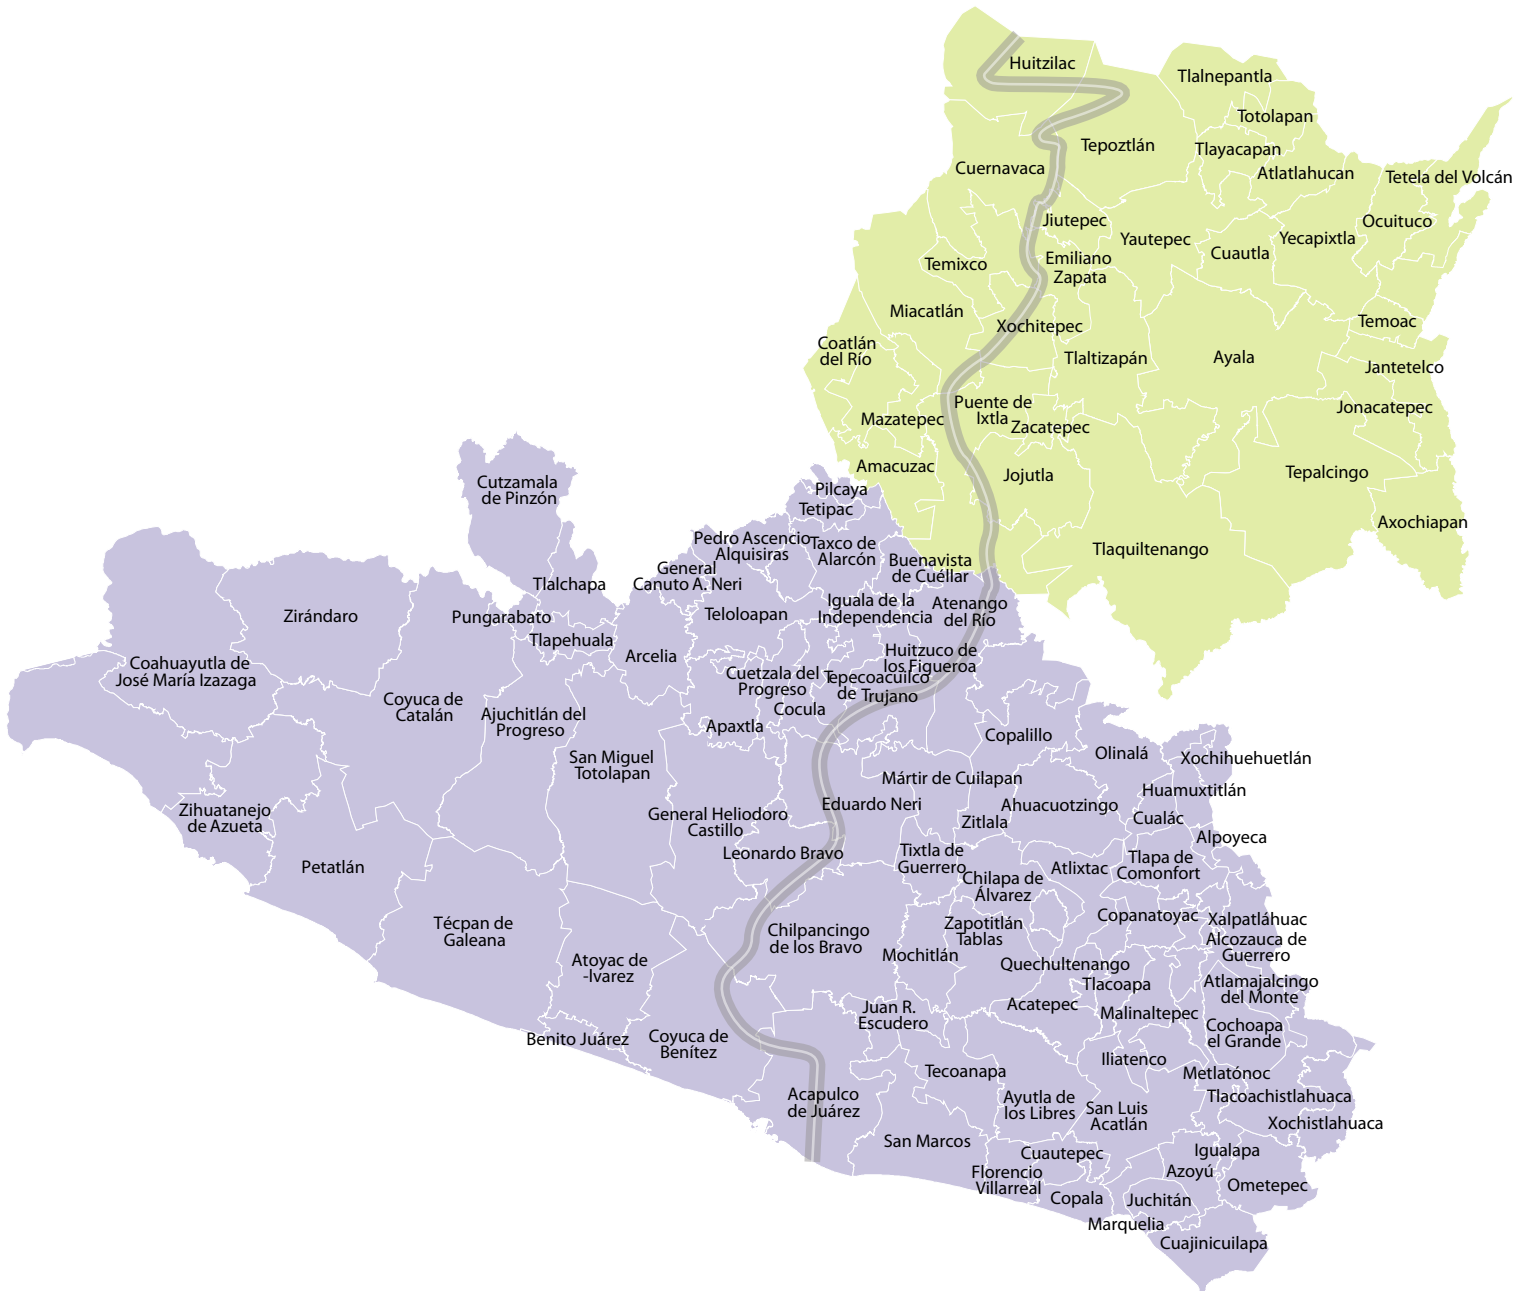 Huitzilac
Tlalnepantla
Totolapan
Tepoztlán
Tlayacapan
Cuernavaca
Atlatlahucan
Tetela del Volcán
Jiutepec
Ocuituco
Yautepec
Yecapixtla
Cuautla
Temixco
Emiliano
Zapata
Miacatlán
Xochitepec
Temoac
Coatlán
del Río
Tlaltizapán
Ayala
Jantetelco
Puente de
Ixtla
Mazatepec
Zacatepec
Jonacatepec
Amacuzac
Jojutla
Tepalcingo
Axochiapan
Tlaquiltenango
Cutzamala
de Pinzón
Pilcaya
Tetipac
Pedro Ascencio
Alquisiras
Taxco de
Alarcón
Buenavista
de Cuéllar
General
Canuto A. Neri
Tlalchapa
Zirándaro
Pungarabato
Teloloapan
Iguala de la
Independencia
Atenango
del Río
Tlapehuala
Arcelia
Huitzuco de
los Figueroa
Coahuayutla de
José María Izazaga
Cuetzala del
Progreso
Tepecoacuilco
de Trujano
Coyuca de
Catalán
Cocula
Ajuchitlán del
Progreso
Apaxtla
Copalillo
San Miguel
Totolapan
Olinalá
Xochihuehuetlán
Mártir de Cuilapan
Huamuxtitlán
Eduardo Neri
Ahuacuotzingo
Zihuatanejo
de Azueta
General Heliodoro
Castillo
Zitlala
Cualác
Alpoyeca
Leonardo Bravo
Tixtla de
Guerrero
Petatlán
Atlixtac
Tlapa de
Comonfort
Chilapa de
Álvarez
Copanatoyac
Xalpatláhuac
Técpan de
Galeana
Chilpancingo
de los Bravo
Zapotitlán
Tablas
Alcozauca de
Guerrero
Mochitlán
Atoyac de
-lvarez
Quechultenango
Tlacoapa
Atlamajalcingo
del Monte
Acatepec
Juan R.
Escudero
Malinaltepec
Cochoapa
el Grande
Benito Juárez
Coyuca de
Benítez
Iliatenco
Tecoanapa
Metlatónoc
Acapulco
de Juárez
Ayutla de
los Libres
San Luis
Acatlán
Tlacoachistlahuaca
Xochistlahuaca
San Marcos
Cuautepec
Igualapa
Florencio
Villarreal
Azoyú
Ometepec
Copala
Juchitán
Marquelia
Cuajinicuilapa